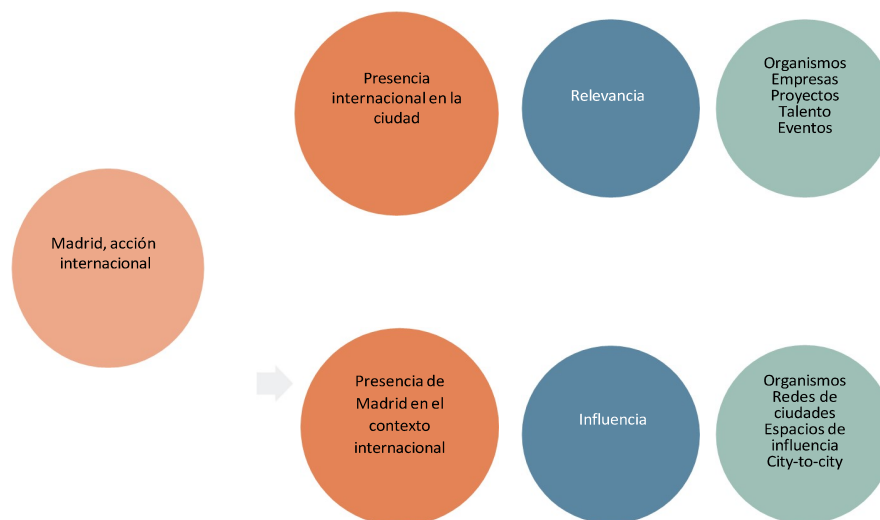 Madrid, acción
internacional
Presencia
internacional en la
ciudad
Relevancia
Organismos
Empresas
Proyectos
Talento
Eventos
Presencia de
Madrid en el
contexto
internacional
Influencia
Organismos
Redes de
ciudades
Espacios de
influencia
City-to-city